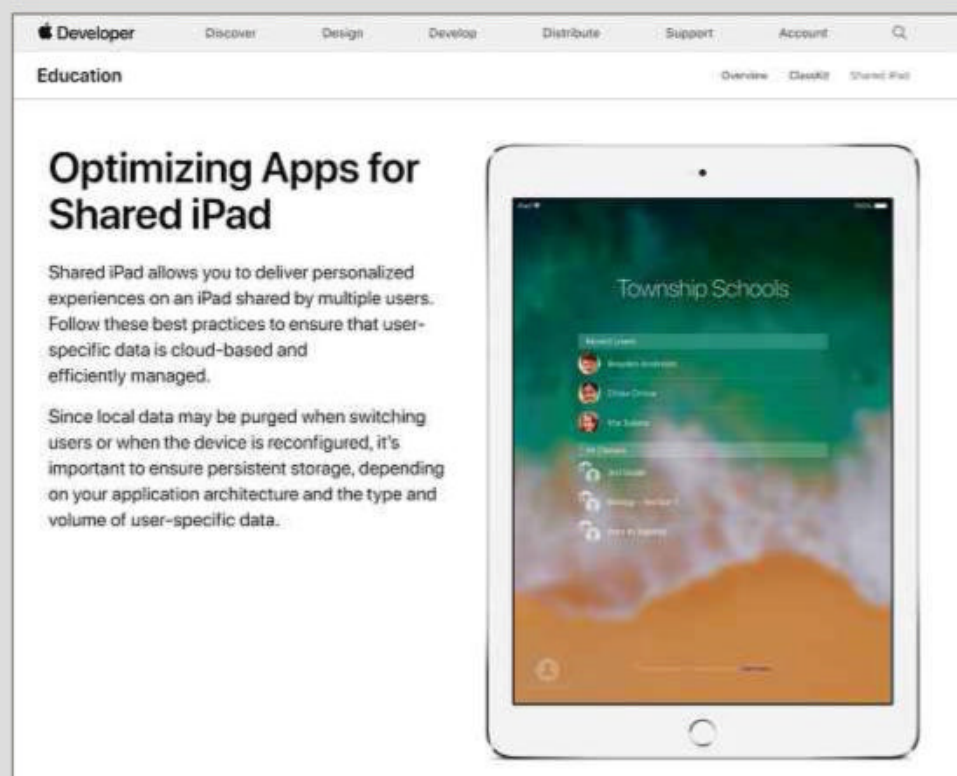 Developer
Discover
Design
Develop
Distribute
Support
Account
Education
Overview
ClassKit
Shared iPad
Optimizing Apps for
Shared iPad
Shared iPad allows you to deliver personalized
experiences on an iPad shared by multiple users.
Follow these best practices to ensure that user-
specific data is cloud-based and
efficiently managed.
Since local data may be purged when switching
users or when the device is reconfigured, it's
important to ensure persistent storage, depending
on your application architecture and the type and
volume of user-specific data.
iPad
Township Schools
Recent Users